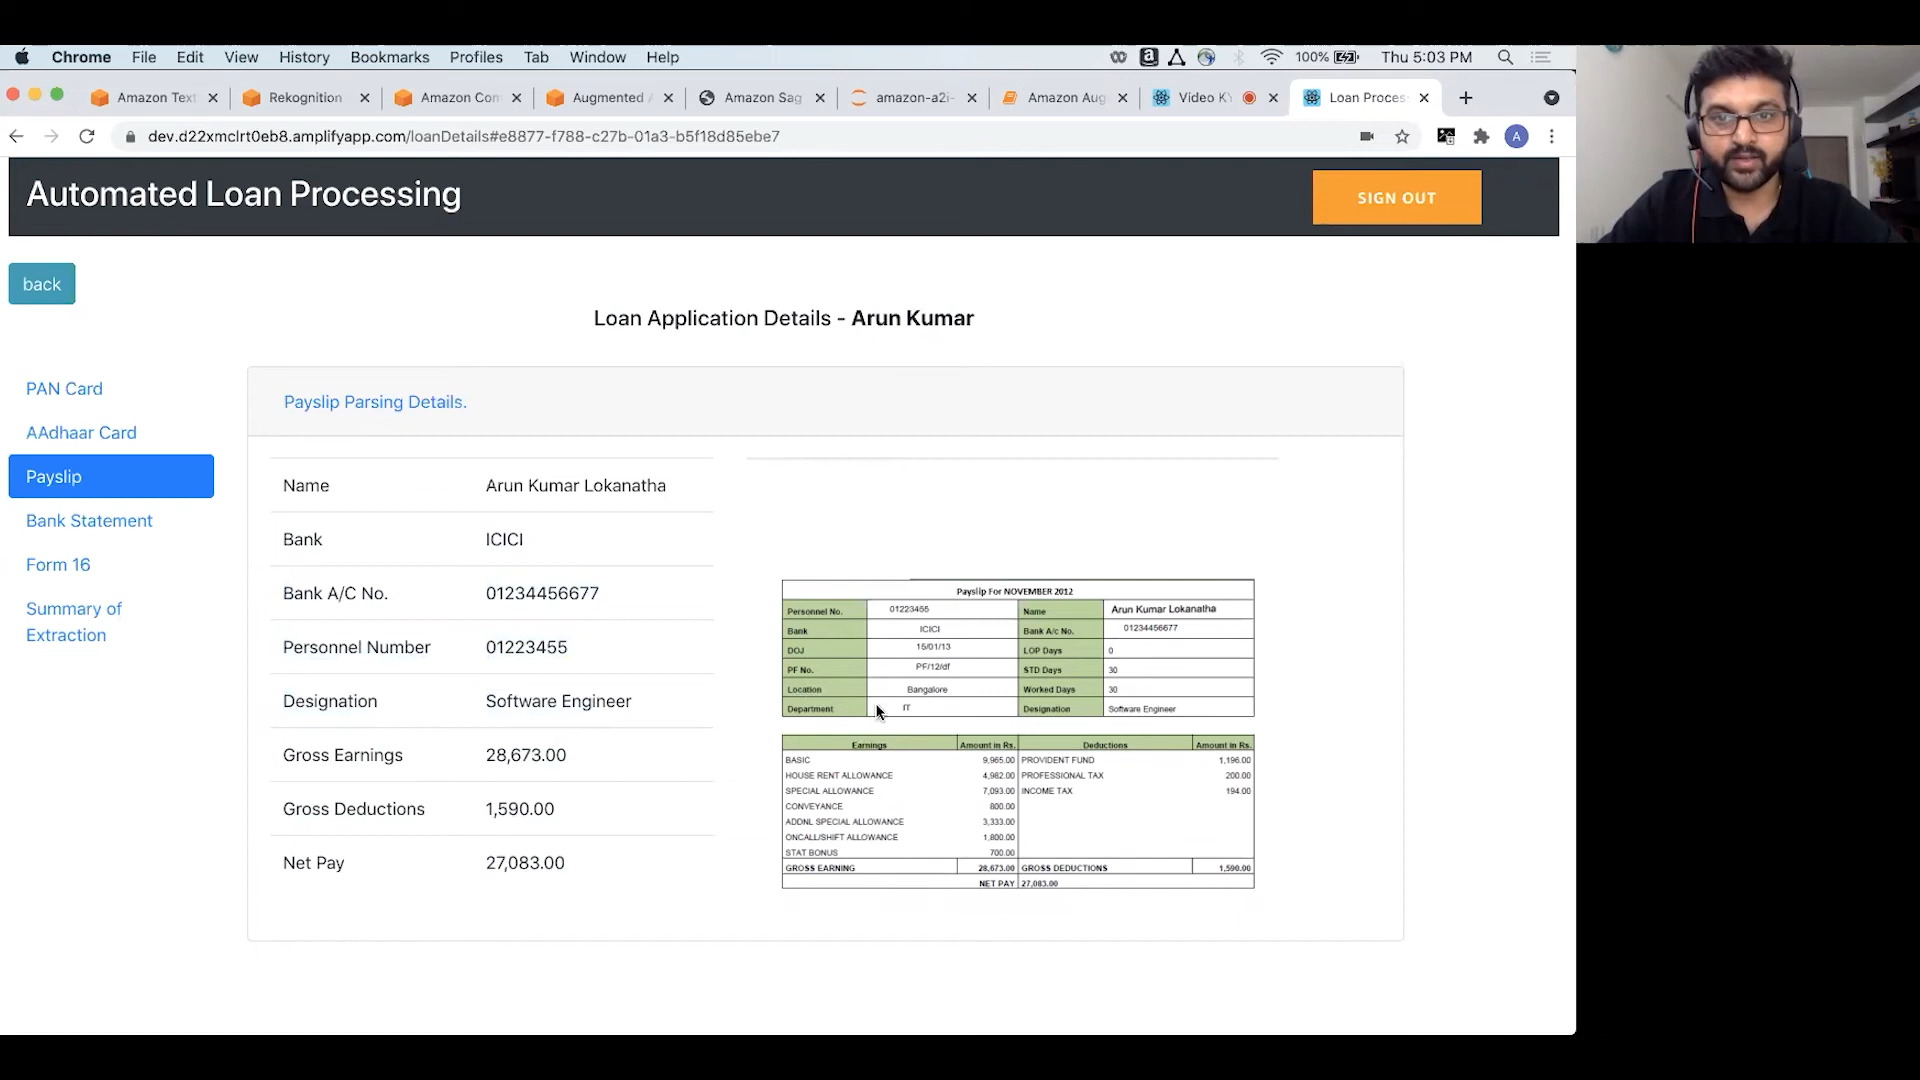 Chrome File Edit View History Bookmarks Profiles Tab Window Help 100% Thu 5:03 PM
Amazon Text Rekognition Amazon Com Augmented A Amazon Sag amazon-a2i- Amazon Aug Video K Loan Proces
dev.d22xmclrt0eb8.amplifyapp.com/loanDetails#e8877-f788-c27b-01a3-b5f18d85ebe7 A
Automated Loan Processing
SIGN OUT
back
Loan Application Details - Arun Kumar
PAN Card
AAdhaar Card
Payslip
Bank Statement
Form 16
Summary of
Extraction
Payslip Parsing Details.
Name Arun Kumar Lokanatha
Bank ICICI
Bank A/C No. 01234456677
Personnel Number 01223455
Designation Software Engineer
Gross Earnings 28,673.00
Gross Deductions 1,590.00
Net Pay 27,083.00
Payslip For NOVEMBER 2012
Personnel No. 01223455 Name Arun Kumar Lokanatha
Bank ICICI Bank A/c No. 01234456677
DOJ 15/01/13 LOP Days 0
PF No. PF/12/df STD Days 30
Location Bangalore Worked Days 30
Department IT Designation Software Engineer
Earnings Amount in Rs. Deductions Amount in Rs.
BASIC 9,965.00 PROVIDENT FUND 1,196.00
HOUSE RENT ALLOWANCE 4,982.00 PROFESSIONAL TAX 200.00
SPECIAL ALLOWANCE 7,093.00 INCOME TAX 194.00
CONVEYANCE 800.00
ADDNL SPECIAL ALLOWANCE 3,333.00
ONCALL/SHIFT ALLOWANCE 1,800.00
STAT BONUS 700.00
GROSS EARNING 28,673.00 GROSS DEDUCTIONS 1,590.00
NET PAY 27,083.00